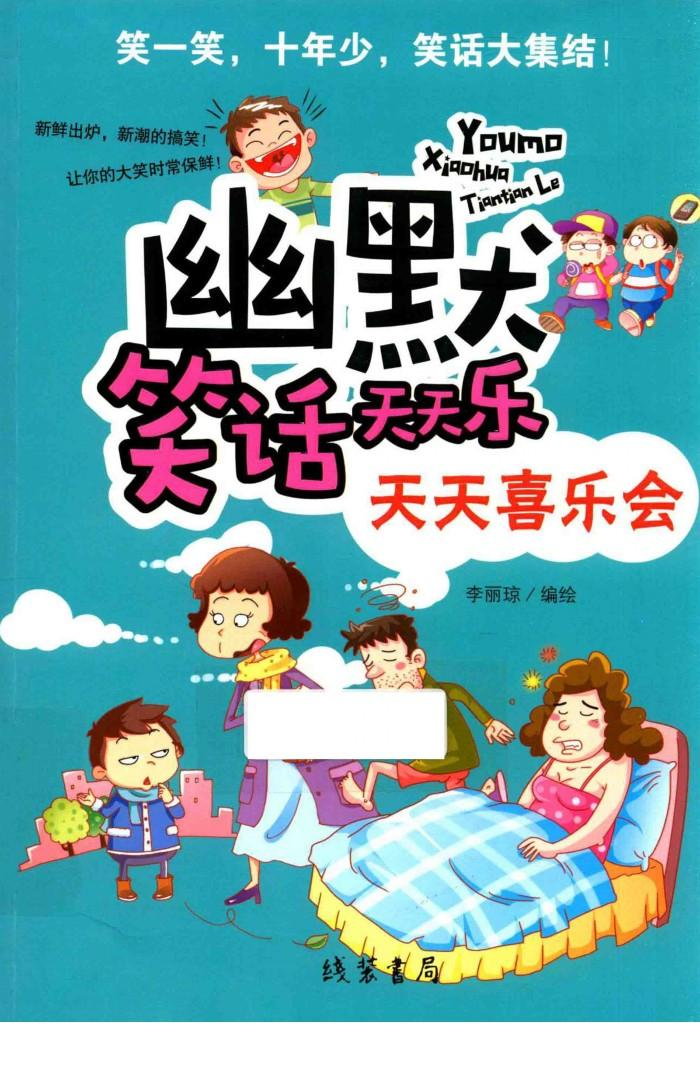 笑一笑，十年少，笑话大集结！
新鲜出炉，新潮的搞笑！
让你的大笑时常保鲜！
Youmo
Xiaohua
Tiantian Le
幽默
笑话天天乐
天天喜乐会
李丽琼/编绘
线装书局